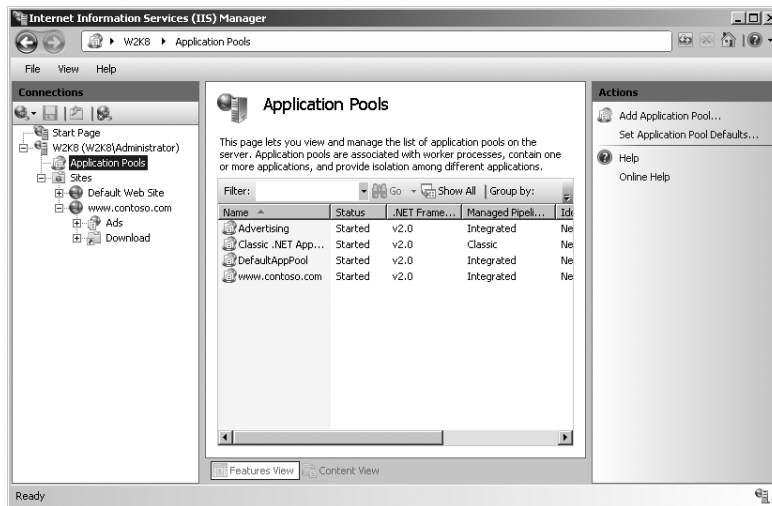 Internet Information Services (IIS) Manager
W2K8 Application Pools
File View Help
Connections
Start Page
W2K8 (W2K8\Administrator)
Application Pools
Sites
Default Web Site
www.contoso.com
Ads
Download
Application Pools
This page lets you view and manage the list of application pools on the
server. Application pools are associated with worker processes, contain one
or more applications, and provide isolation among different applications.
Filter: Go Show All Group by:
Name Status .NET Frame... Managed Pipeli... Ide
Advertising Started v2.0 Integrated Ne
Classic .NET App... Started v2.0 Classic Ne
DefaultAppPool Started v2.0 Integrated Ne
www.contoso.com Started v2.0 Integrated Ne
Features View Content View
Actions
Add Application Pool...
Set Application Pool Defaults...
Help
Online Help
Ready